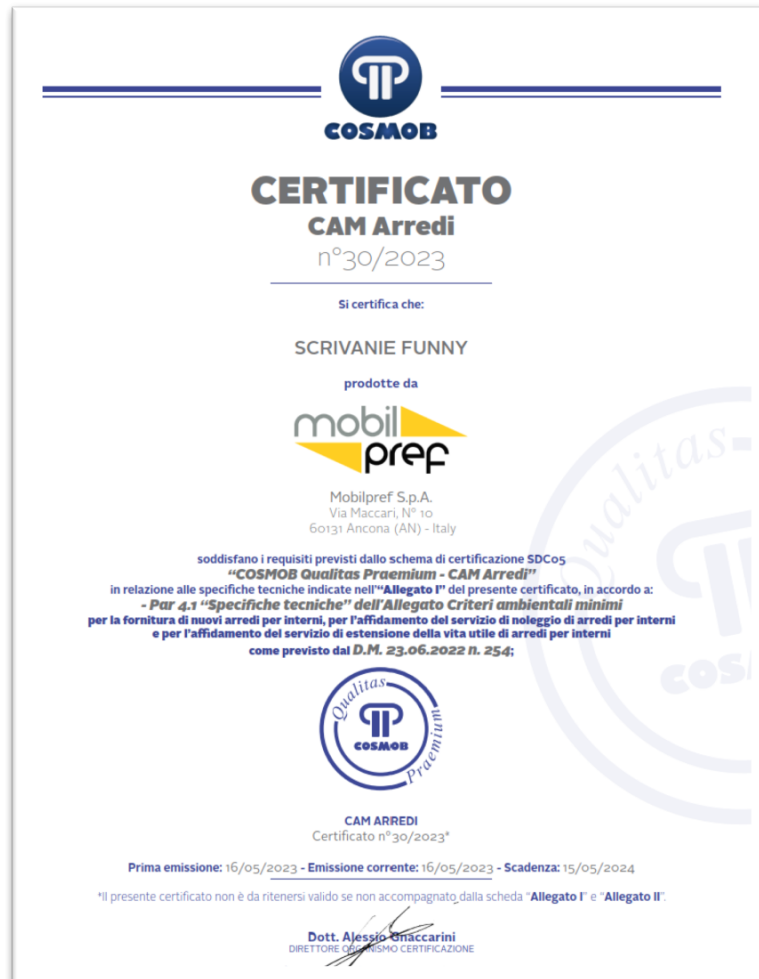 COSMOB
CERTIFICATO
CAM Arredi
n°30/2023
Si certifica che:
SCRIVANIE FUNNY
prodotte da
mobil
pref
Mobilpref S.p.A.
Via Maccari, N° 10
60131 Ancona (AN) - Italy
soddisfano i requisiti previsti dallo schema di certificazione SDC05
"COSMOB Qualitas Praemium - CAM Arredi"
in relazione alle specifiche tecniche indicate nell'"Allegato I" del presente certificato, in accordo a:
- Par 4.1 "Specifiche tecniche" dell'Allegato Criteri ambientali minimi
per la fornitura di nuovi arredi per interni, per l'affidamento del servizio di noleggio di arredi per interni
e per l'affidamento del servizio di estensione della vita utile di arredi per interni
come previsto dal D.M. 23.06.2022 n. 254;
Qualitas
COSMOB
Praemium
Qualitas
COS
CAM ARREDI
Certificato n°30/2023*
Prima emissione: 16/05/2023 - Emissione corrente: 16/05/2023 - Scadenza: 15/05/2024
*Il presente certificato non è da ritenersi valido se non accompagnato dalla scheda "Allegato I" e "Allegato II".
Dott. Alessio Gnaccarini
DIRETTORE ORGANISMO CERTIFICAZIONE